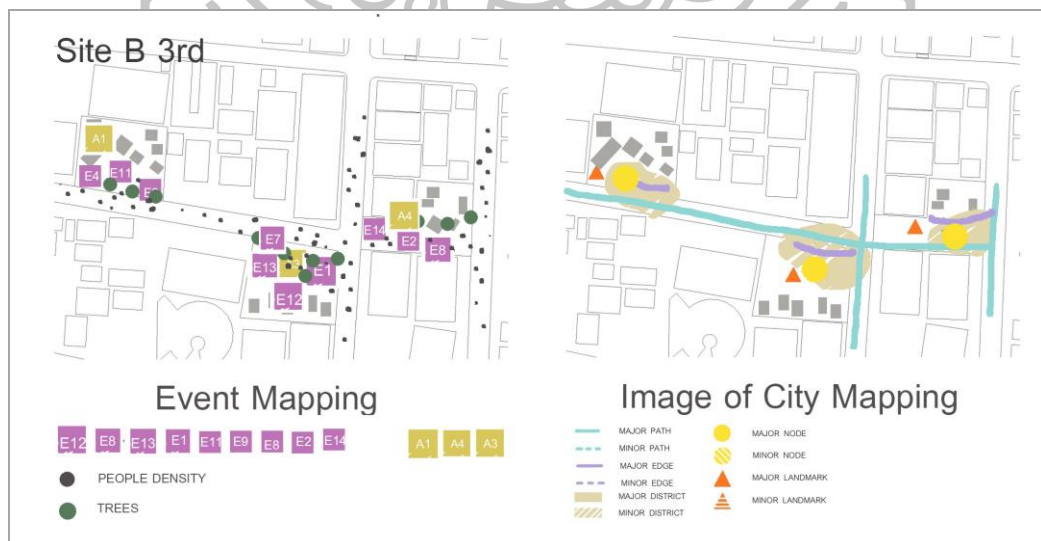 Site B 3rd
A1
E4
E11
A4
E14
E2
E8
E7
E13
E1
E12
Event Mapping
E12 E8 E13 E1 E11 E9 E8 E2 E14
A1 A4 A3
PEOPLE DENSITY
TREES
Image of City Mapping
MAJOR PATH
MINOR PATH
MAJOR EDGE
MINOR EDGE
MAJOR DISTRICT
MINOR DISTRICT
MAJOR NODE
MINOR NODE
MAJOR LANDMARK
MINOR LANDMARK